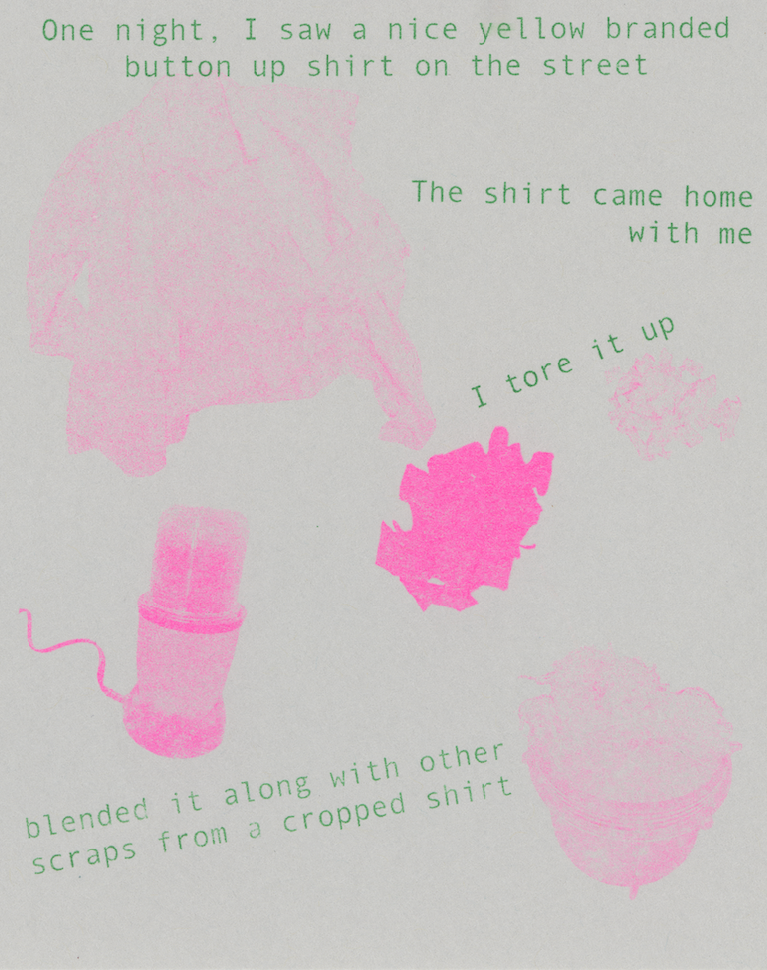 One night, I saw a nice yellow branded
button up shirt on the street
The shirt came home
with me
I tore it up
blended it along with other
scraps from a cropped shirt